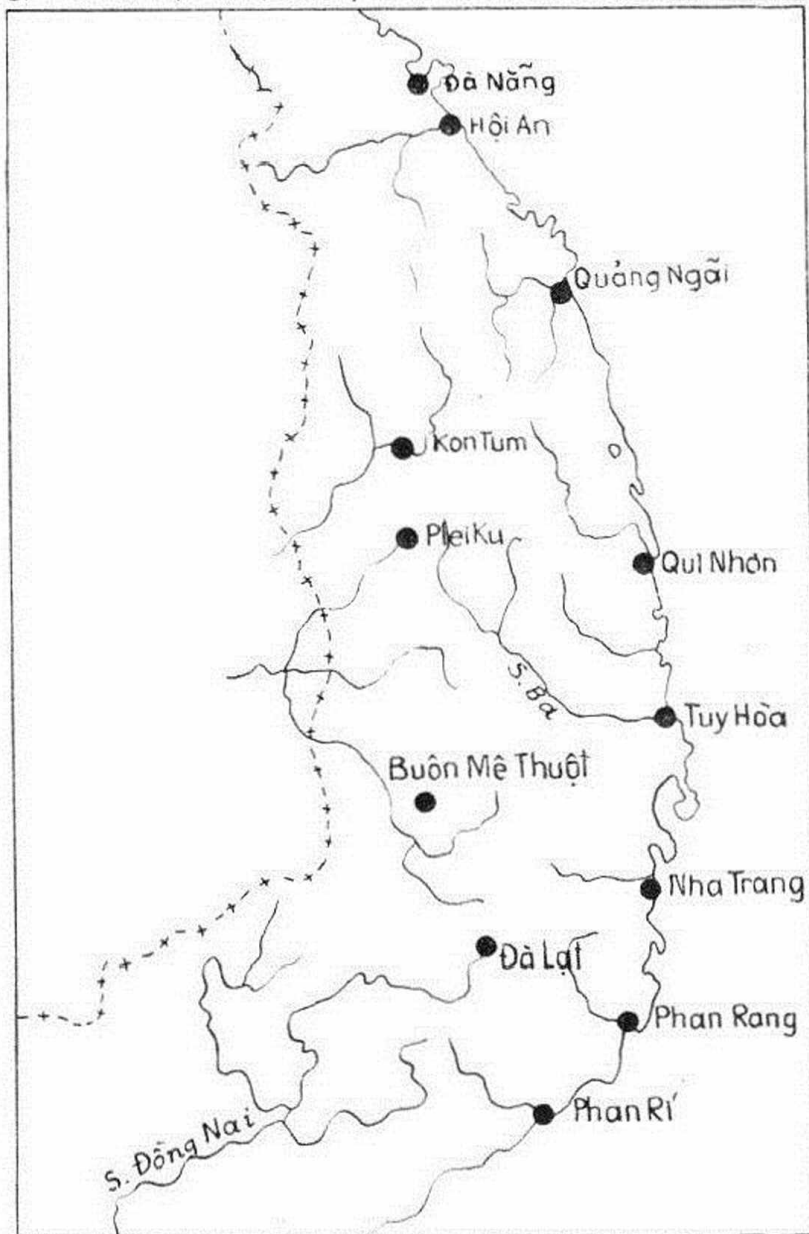 Đà Nẵng
Hội An
Quảng Ngãi
Kon Tum
PleiKu
Qui Nhơn
S. Ba
Tuy Hòa
Buôn Mê Thuột
Nha Trang
Đà Lạt
Phan Rang
Phan Rí
S. Đồng Nai